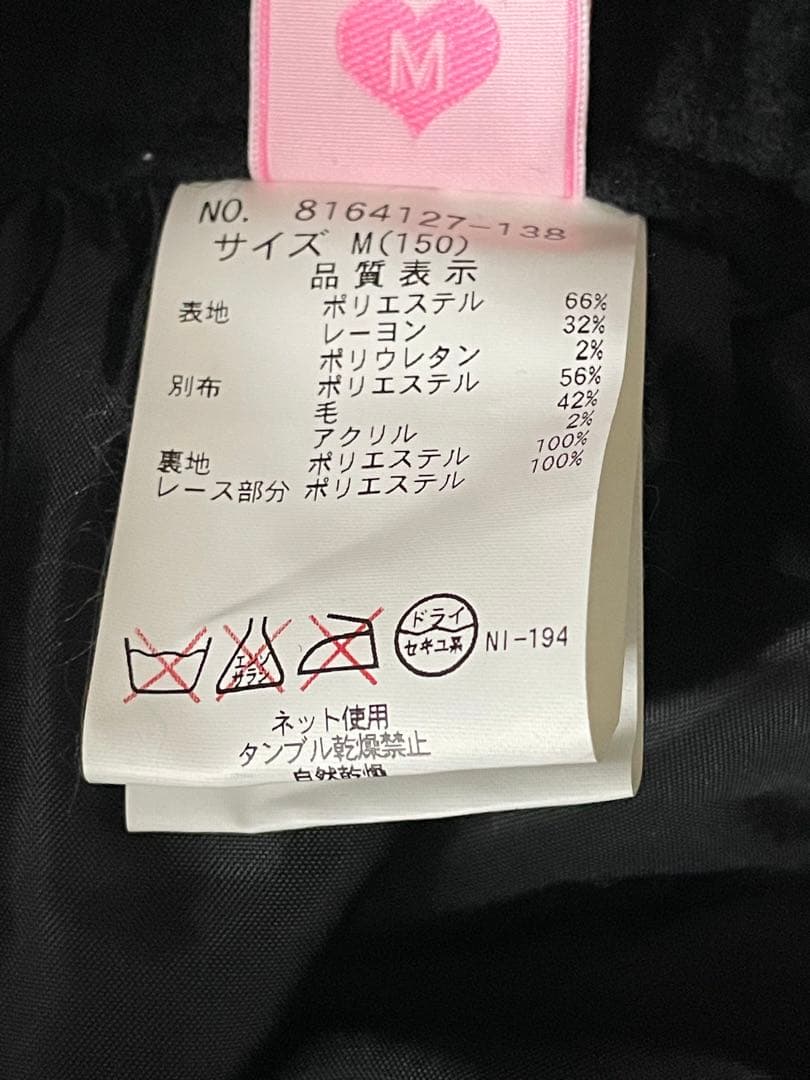 M
NO. 8164127-138
サイズ M(150)
品質表示
表地 ポリエステル 66%
レーヨン 32%
ポリウレタン 2%
別布 ポリエステル 56%
毛 42%
アクリル 2%
裏地 ポリエステル 100%
レース部分 ポリエステル 100%
エンソサラシ
ドライ
セキユ系
NI-194
ネット使用
タンブル乾燥禁止
自然乾燥